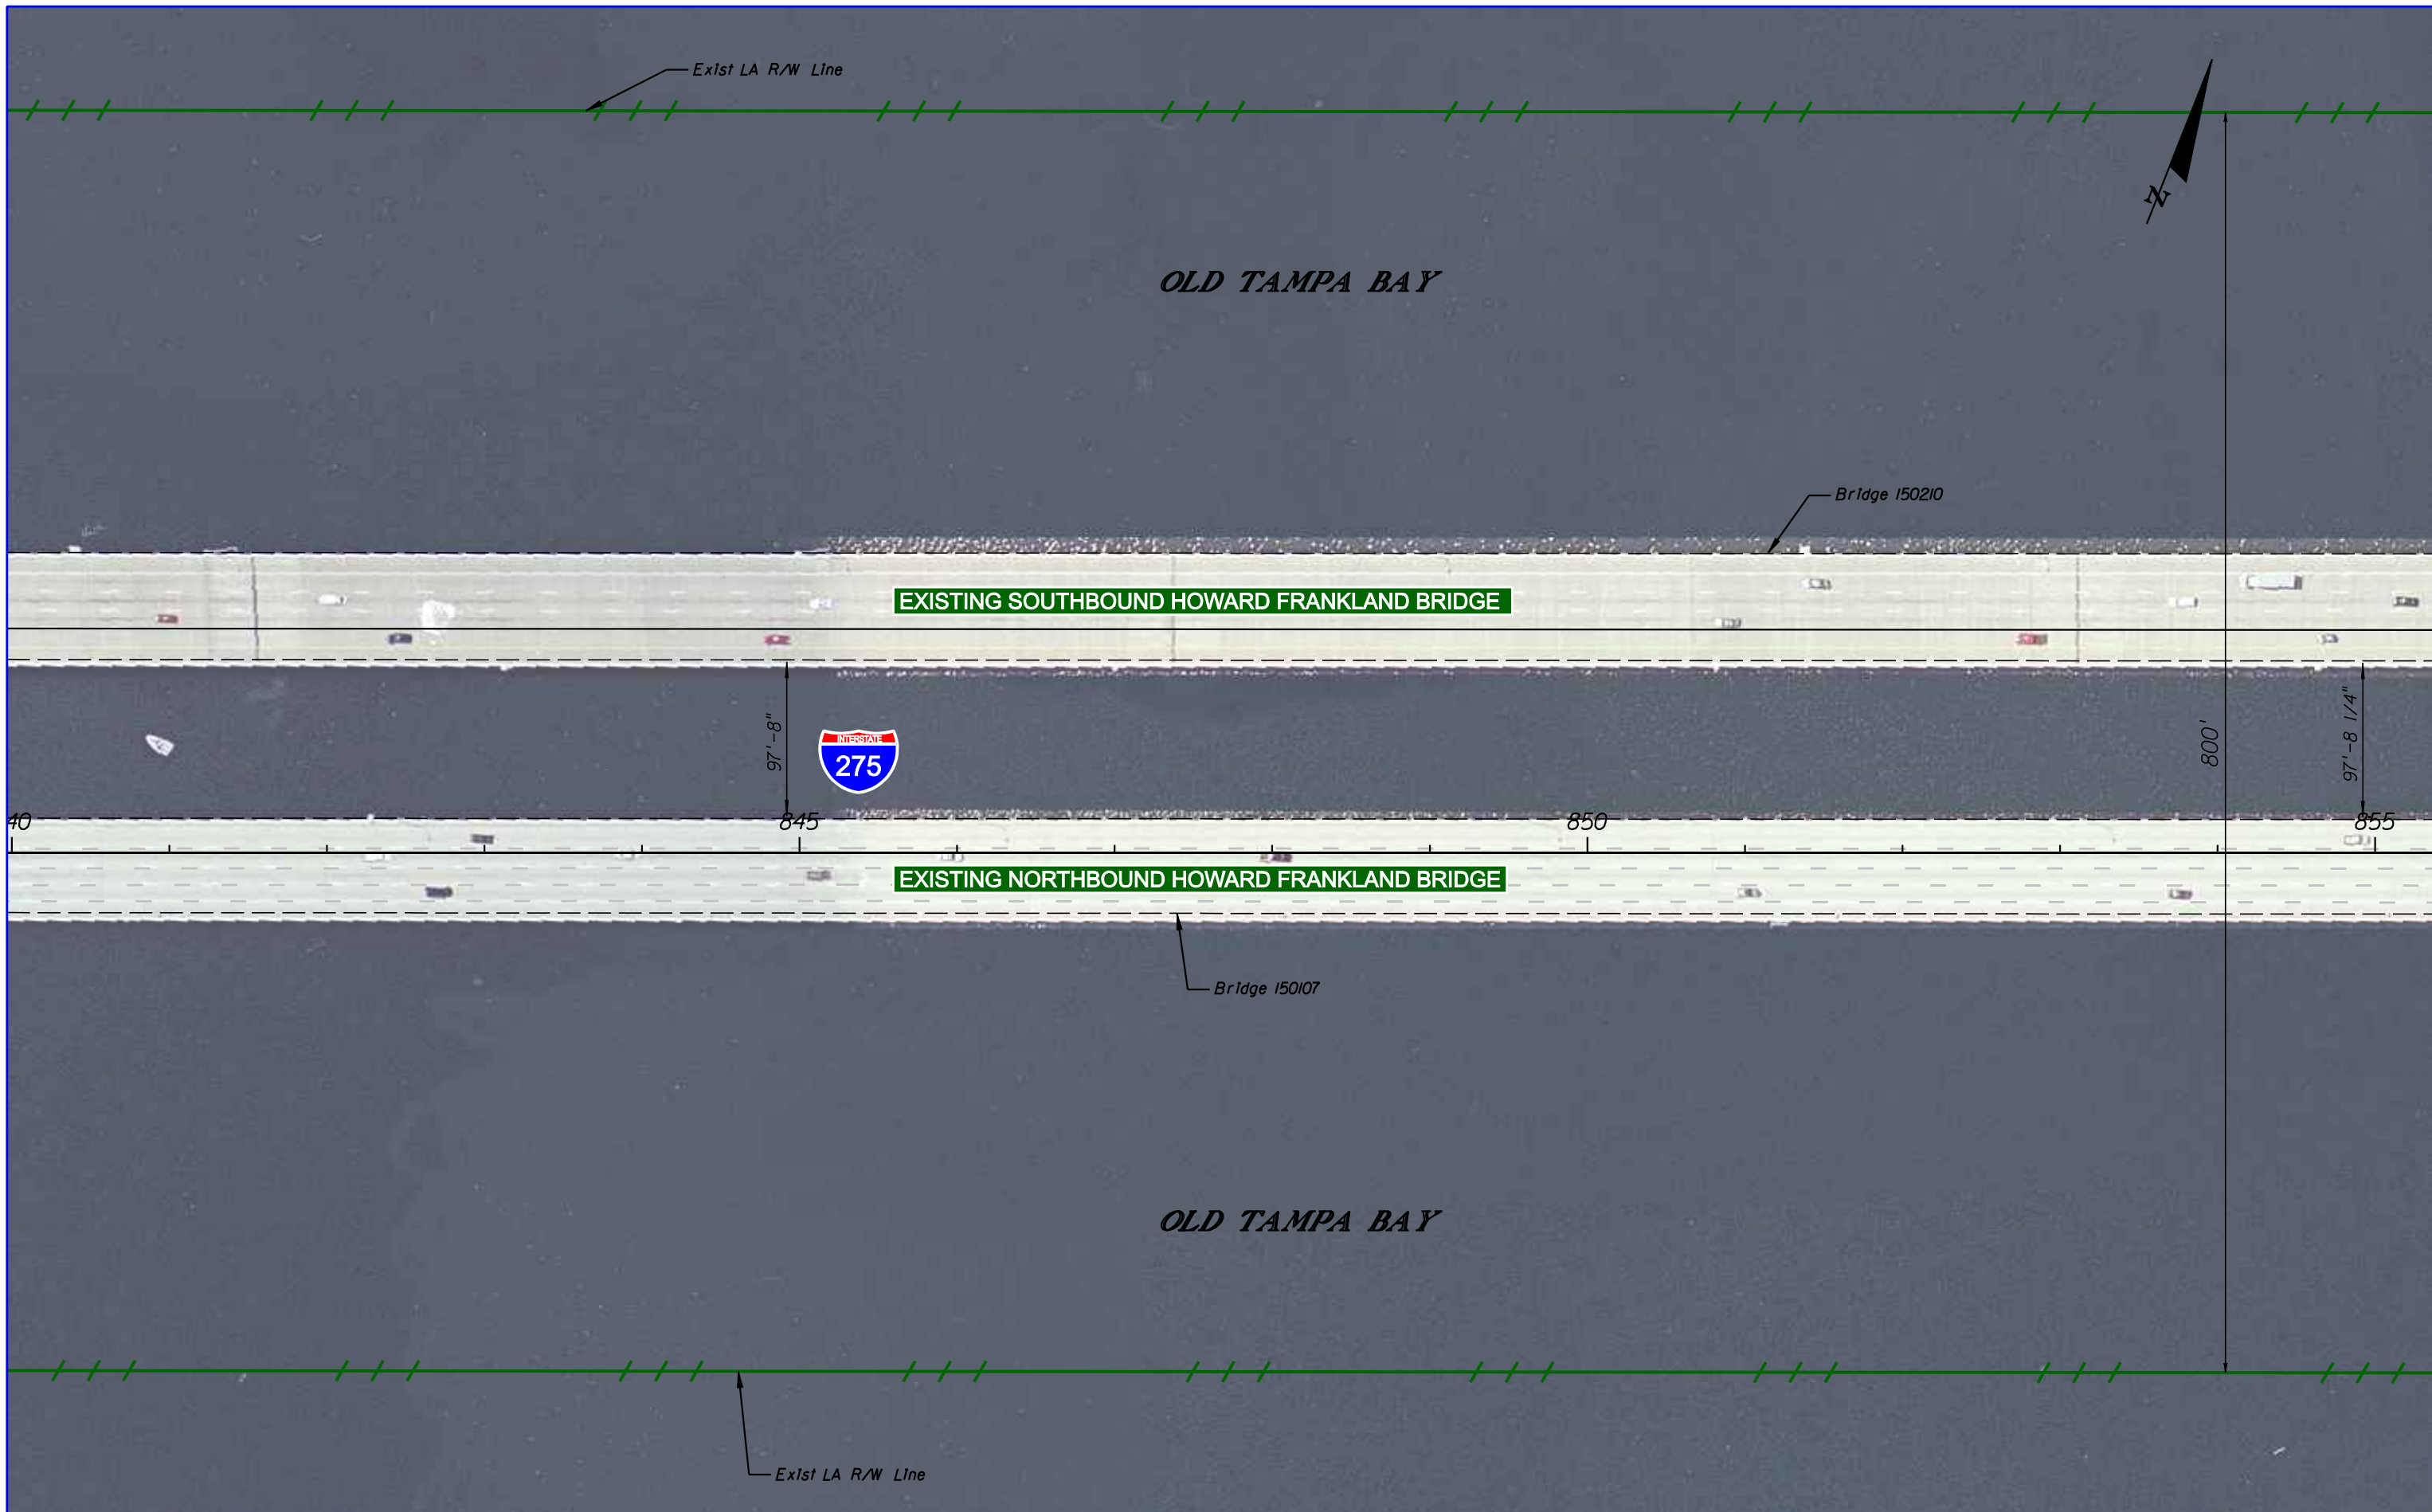 Exist LA R/W Line
N
OLD TAMPA BAY
Bridge 150210
EXISTING SOUTHBOUND HOWARD FRANKLAND BRIDGE
97'-8"
INTERSTATE
275
800'
97'-8 1/4"
40
845
850
855
EXISTING NORTHBOUND HOWARD FRANKLAND BRIDGE
Bridge 150107
OLD TAMPA BAY
Exist LA R/W Line